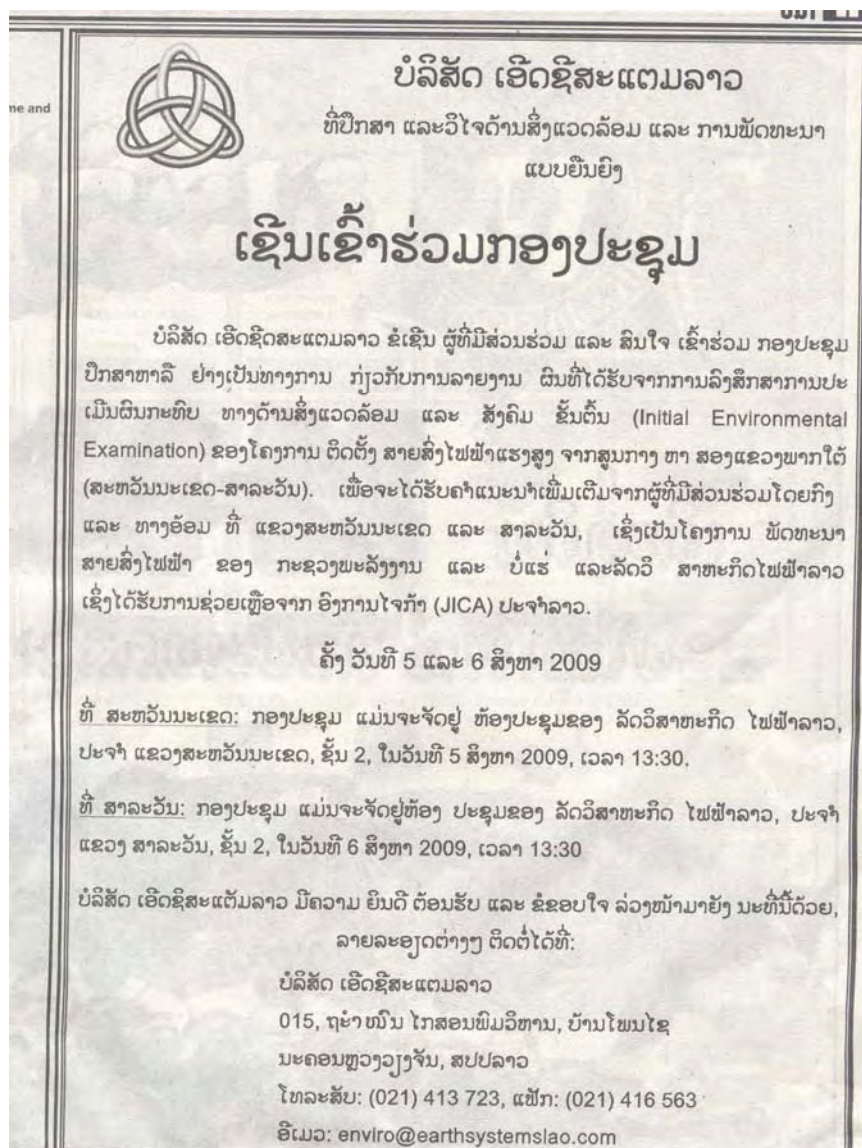 me and
ບໍລິສັດ ເອີດຊີສະແຕມລາວ
ທີ່ປຶກສາ ແລະວິໄຈດ້ານສິ່ງແວດລ້ອມ ແລະ ການພັດທະນາ
ແບບຍືນຍົງ
ເຊີນເຂົ້າຮ່ວມກອງປະຊຸມ
ບໍລິສັດ ເອີດຊີດສະແຕມລາວ ຂໍເຊີນ ຜູ້ທີ່ມີສ່ວນຮ່ວມ ແລະ ສົນໃຈ ເຂົ້າຮ່ວມ ກອງປະຊຸມ
ປຶກສາຫາລື ຢ່າງເປັນທາງການ ກ່ຽວກັບການລາຍງານ ຜົນທີ່ໄດ້ຮັບຈາກການລົງສຶກສາການປະ
ເມີນຜົນກະທົບ ທາງດ້ານສິ່ງແວດລ້ອມ ແລະ ສັງຄົມ ຂັ້ນຕົ້ນ (Initial Environmental
Examination) ຂອງໂຄງການ ຕິດຕັ້ງ ສາຍສົ່ງໄຟຟ້າແຮງສູງ ຈາກສູນກາງ ຫາ ສອງແຂວງພາກໃຕ້
(ສະຫວັນນະເຂດ-ສາລະວັນ). ເພື່ອຈະໄດ້ຮັບຄຳແນະນຳເພີ່ມເຕີມຈາກຜູ້ທີ່ມີສ່ວນຮ່ວມໂດຍກົງ
ແລະ ທາງອ້ອມ ທີ່ ແຂວງສະຫວັນນະເຂດ ແລະ ສາລະວັນ, ເຊິ່ງເປັນໂຄງການ ພັດທະນາ
ສາຍສົ່ງໄຟຟ້າ ຂອງ ກະຊວງພະລັງງານ ແລະ ບໍ່ແຮ່ ແລະລັດວິ ສາຫະກິດໄຟຟ້າລາວ
ເຊິ່ງໄດ້ຮັບການຊ່ວຍເຫຼືອຈາກ ອົງການໄຈກ້າ (JICA) ປະຈຳລາວ.
ຄັ້ງ ວັນທີ 5 ແລະ 6 ສິງຫາ 2009
ທີ່ ສະຫວັນນະເຂດ: ກອງປະຊຸມ ແມ່ນຈະຈັດຢູ່ ຫ້ອງປະຊຸມຂອງ ລັດວິສາຫະກິດ ໄຟຟ້າລາວ,
ປະຈຳ ແຂວງສະຫວັນນະເຂດ, ຊັ້ນ 2, ໃນວັນທີ 5 ສິງຫາ 2009, ເວລາ 13:30.
ທີ່ ສາລະວັນ: ກອງປະຊຸມ ແມ່ນຈະຈັດຢູ່ຫ້ອງ ປະຊຸມຂອງ ລັດວິສາຫະກິດ ໄຟຟ້າລາວ, ປະຈຳ
ແຂວງ ສາລະວັນ, ຊັ້ນ 2, ໃນວັນທີ 6 ສິງຫາ 2009, ເວລາ 13:30
ບໍລິສັດ ເອີດຊີສະແຕັມລາວ ມີຄວາມ ຍິນດີ ຕ້ອນຮັບ ແລະ ຂໍຂອບໃຈ ລ່ວງໜ້າມາຍັງ ນະທີ່ນີ້ດ້ວຍ,
ລາຍລະອຽດຕ່າງໆ ຕິດຕໍ່ໄດ້ທີ່:
ບໍລິສັດ ເອີດຊີສະແຕມລາວ
015, ຖະໜົນ ໄກສອນພົມວິຫານ, ບ້ານໂພນໄຊ
ນະຄອນຫຼວງວຽງຈັນ, ສປປລາວ
ໂທລະສັບ: (021) 413 723, ແຟັກ: (021) 416 563
ອີເມວ: enviro@earthsystemslao.com